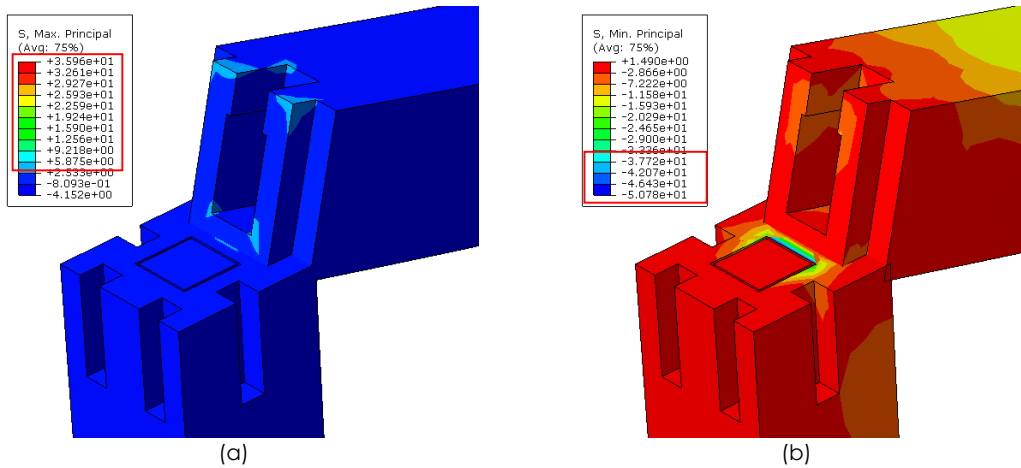 S, Max. Principal
(Avg: 75%)
+3.596e+01
+3.261e+01
+2.927e+01
+2.593e+01
+2.259e+01
+1.924e+01
+1.590e+01
+1.256e+01
+9.218e+00
+5.875e+00
+2.533e+00
-8.093e-01
-4.152e+00
(a)
S, Min. Principal
(Avg: 75%)
+1.490e+00
-2.866e+00
-7.222e+00
-1.158e+01
-1.593e+01
-2.029e+01
-2.465e+01
-2.900e+01
-3.336e+01
-3.772e+01
-4.207e+01
-4.643e+01
-5.078e+01
(b)